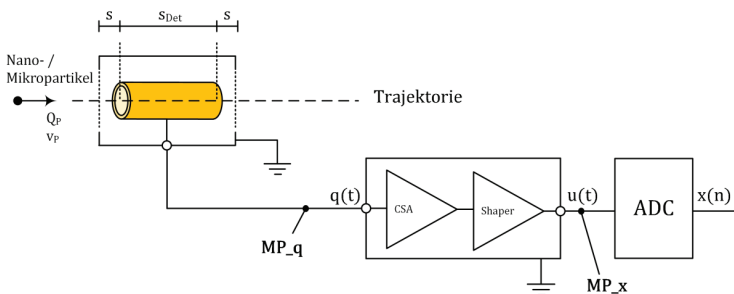 s s_Det s
Nano- /
Mikropartikel
Q_P
v_P
Trajektorie
q(t)
CSA
Shaper
u(t)
ADC
x(n)
MP_q
MP_x